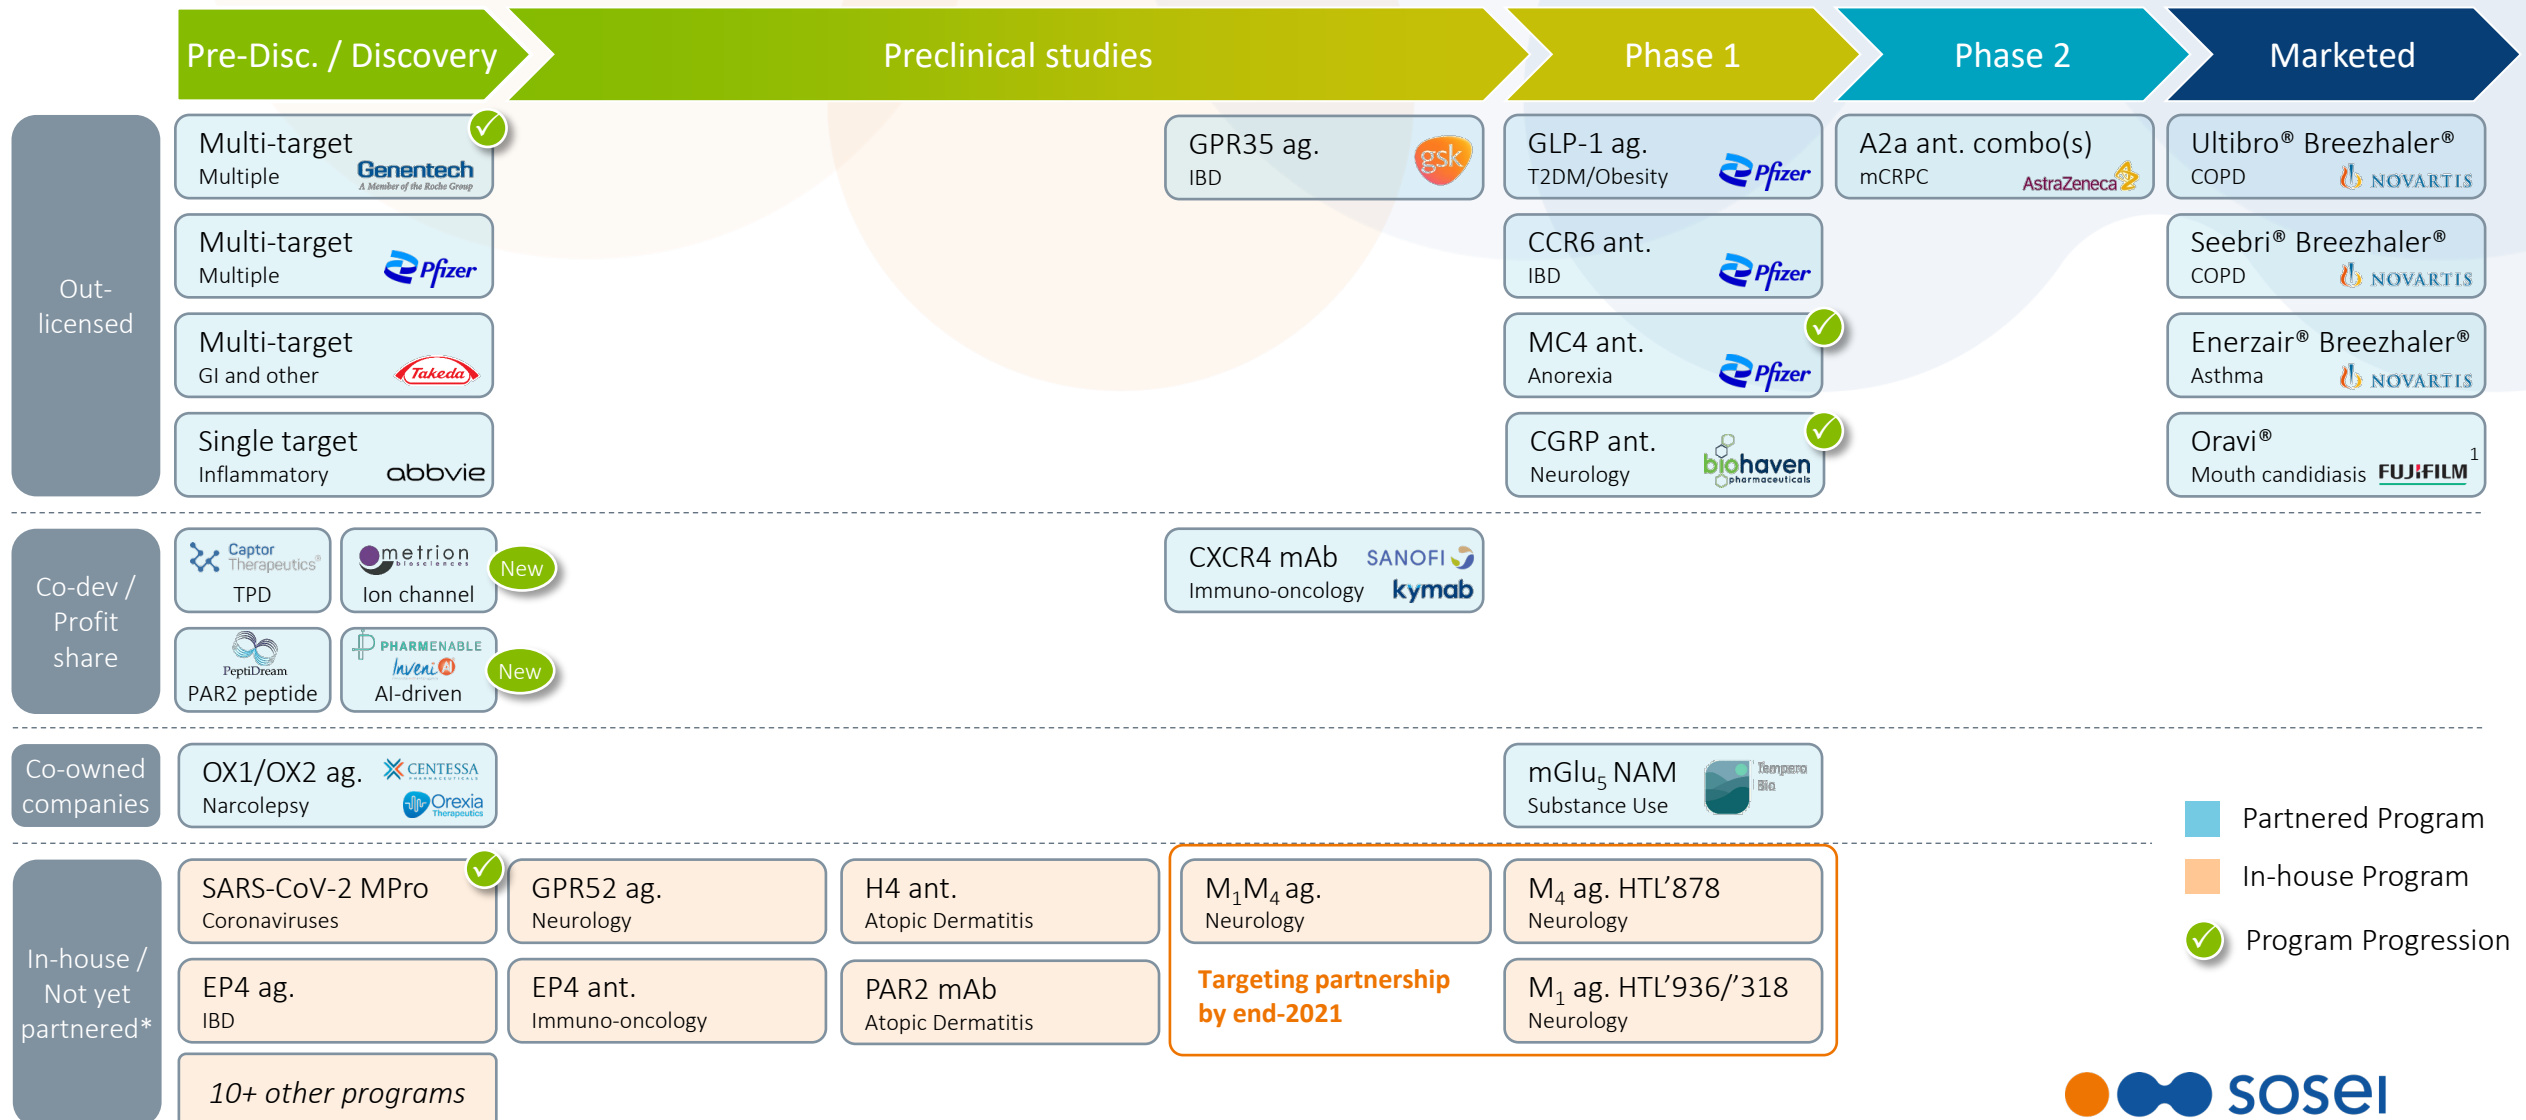 Pre-Disc. / Discovery
Preclinical studies
Phase 1
Phase 2
Marketed
Out-
licensed
Multi-target
Multiple
Genentech
A Member of the Roche Group
GPR35 ag.
IBD
gsk
GLP-1 ag.
T2DM/Obesity
Pfizer
A2a ant. combo(s)
mCRPC
AstraZeneca
Ultibro® Breezhaler®
COPD
NOVARTIS
Multi-target
Multiple
Pfizer
CCR6 ant.
IBD
Pfizer
Seebri® Breezhaler®
COPD
NOVARTIS
Multi-target
GI and other
Takeda
MC4 ant.
Anorexia
Pfizer
Enerzair® Breezhaler®
Asthma
NOVARTIS
Single target
Inflammatory
abbvie
CGRP ant.
Neurology
biohaven
pharmaceuticals
Oravi®
Mouth candidiasis
FUJIFILM
1
Co-dev /
Profit
share
Captor
Therapeutics®
TPD
metrion
biosciences
Ion channel
New
CXCR4 mAb
Immuno-oncology
SANOFI
kymab
PeptiDream
PAR2 peptide
PHARMENABLE
Inveni AI
AI-driven
New
Co-owned
companies
OX1/OX2 ag.
Narcolepsy
CENTESSA
PHARMACEUTICALS
Orexia
Therapeutics
mGlu₅ NAM
Substance Use
Tempero
Bio
Partnered Program
In-house Program
Program Progression
In-house /
Not yet
partnered*
SARS-CoV-2 MPro
Coronaviruses
GPR52 ag.
Neurology
H4 ant.
Atopic Dermatitis
M₁M₄ ag.
Neurology
M₄ ag. HTL’878
Neurology
EP4 ag.
IBD
EP4 ant.
Immuno-oncology
PAR2 mAb
Atopic Dermatitis
Targeting partnership
by end-2021
M₁ ag. HTL’936/’318
Neurology
10+ other programs
sosei